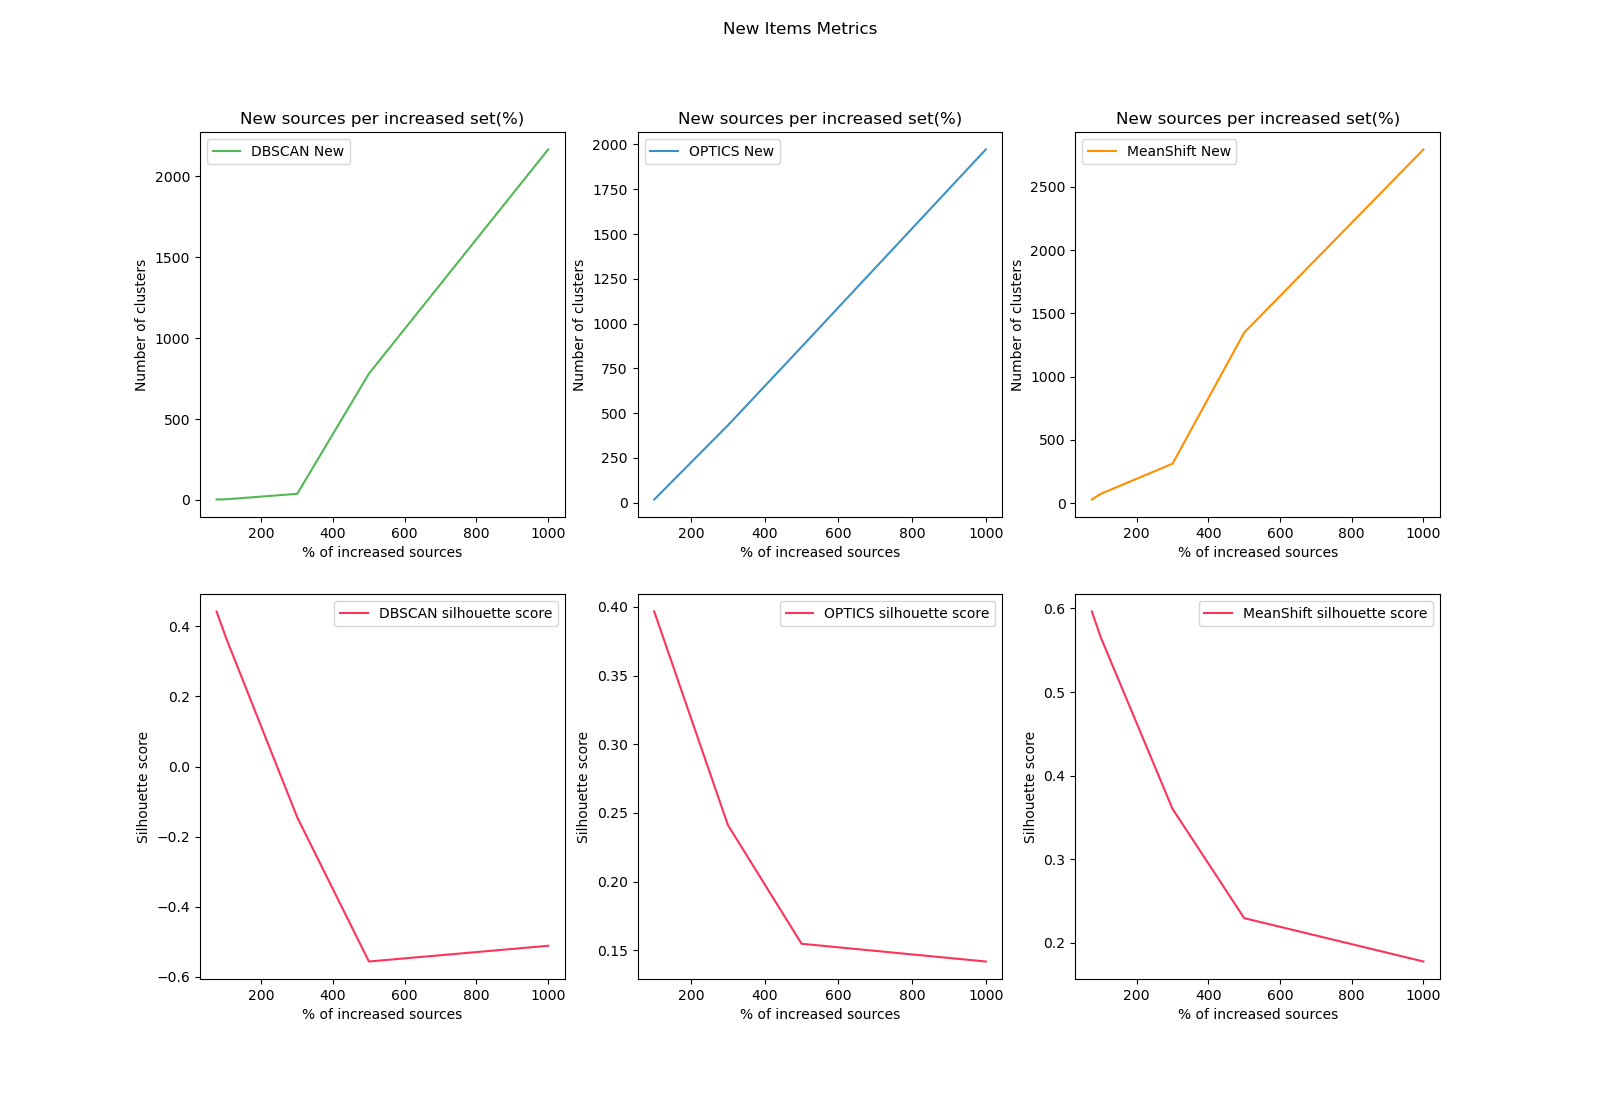 New Items Metrics
New sources per increased set(%)
DBSCAN New
2000
1500
1000
500
0
Number of clusters
200 400 600 800 1000
% of increased sources
New sources per increased set(%)
OPTICS New
2000
1750
1500
1250
1000
750
500
250
0
Number of clusters
200 400 600 800 1000
% of increased sources
New sources per increased set(%)
MeanShift New
2500
2000
1500
1000
500
0
Number of clusters
200 400 600 800 1000
% of increased sources
DBSCAN silhouette score
0.4
0.2
0.0
−0.2
−0.4
−0.6
Silhouette score
200 400 600 800 1000
% of increased sources
OPTICS silhouette score
0.40
0.35
0.30
0.25
0.20
0.15
Silhouette score
200 400 600 800 1000
% of increased sources
MeanShift silhouette score
0.6
0.5
0.4
0.3
0.2
Silhouette score
200 400 600 800 1000
% of increased sources